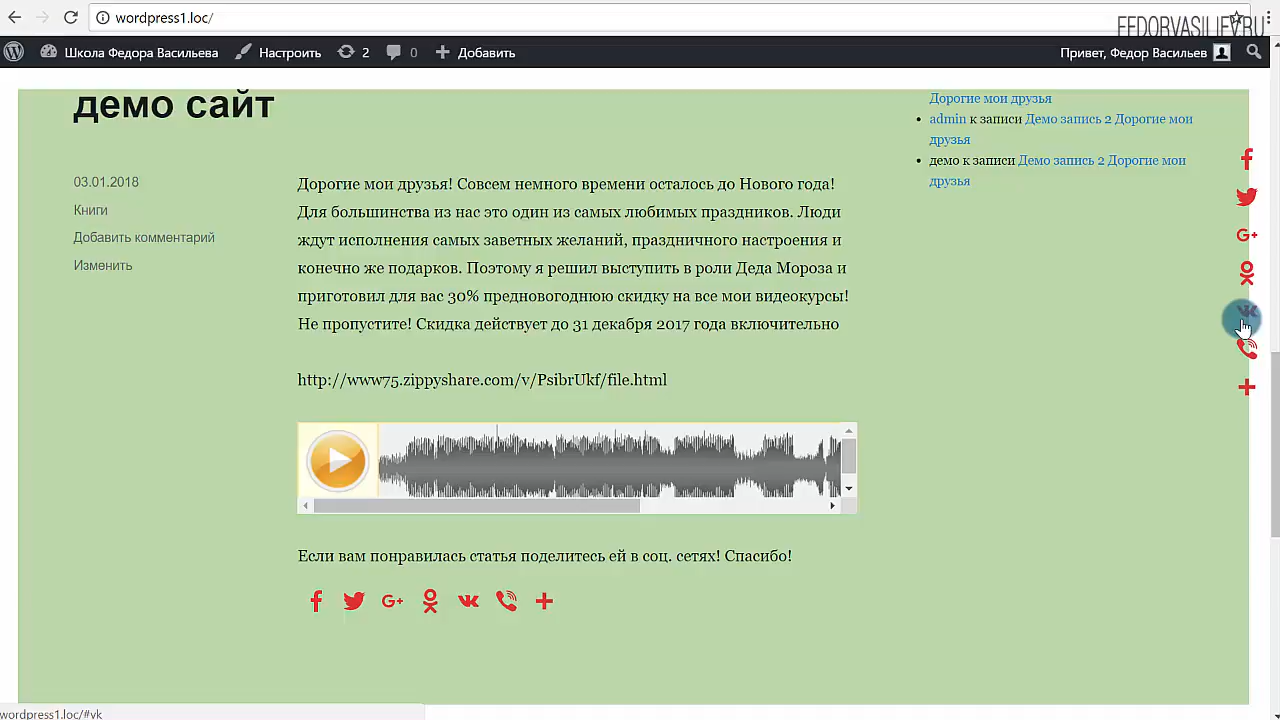 wordpress1.loc/
FEDORVASILIEV.RU
Школа Федора Васильева
Настроить
2
0
Добавить
Привет, Федор Васильев
демо сайт
03.01.2018
Книги
Добавить комментарий
Изменить
Дорогие мои друзья! Совсем немного времени осталось до Нового года!
Для большинства из нас это один из самых любимых праздников. Люди
ждут исполнения самых заветных желаний, праздничного настроения и
конечно же подарков. Поэтому я решил выступить в роли Деда Мороза и
приготовил для вас 30% предновогоднюю скидку на все мои видеокурсы!
Не пропустите! Скидка действует до 31 декабря 2017 года включительно
http://www75.zippyshare.com/v/PsibrUkf/file.html
Если вам понравилась статья поделитесь ей в соц. сетях! Спасибо!
G+
Дорогие мои друзья
admin к записи Демо запись 2 Дорогие мои
друзья
демо к записи Демо запись 2 Дорогие мои
друзья
G+
wordpress1.loc/#vk